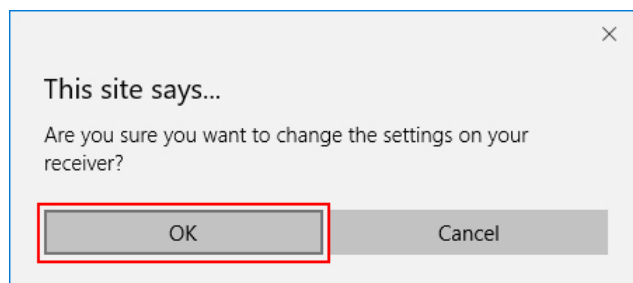 This site says...
Are you sure you want to change the settings on your
receiver?
OK
Cancel